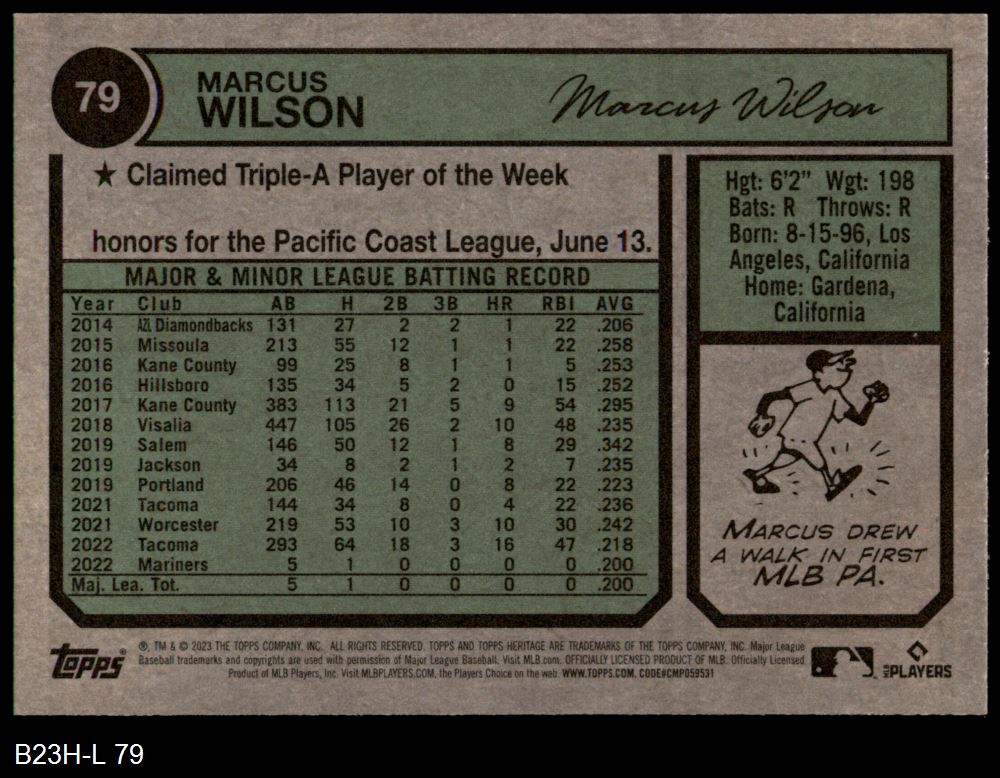 79
MARCUS
WILSON
Marcus Wilson
★ Claimed Triple-A Player of the Week
honors for the Pacific Coast League, June 13.
MAJOR & MINOR LEAGUE BATTING RECORD
Year Club AB H 2B 3B HR RBI AVG
2014 AZL Diamondbacks 131 27 2 2 1 22 .206
2015 Missoula 213 55 12 1 1 22 .258
2016 Kane County 99 25 8 1 1 5 .253
2016 Hillsboro 135 34 5 2 0 15 .252
2017 Kane County 383 113 21 5 9 54 .295
2018 Visalia 447 105 26 2 10 48 .235
2019 Salem 146 50 12 1 8 29 .342
2019 Jackson 34 8 2 1 2 7 .235
2019 Portland 206 46 14 0 8 22 .223
2021 Tacoma 144 34 8 0 4 22 .236
2021 Worcester 219 53 10 3 10 30 .242
2022 Tacoma 293 64 18 3 16 47 .218
2022 Mariners 5 1 0 0 0 0 .200
Maj. Lea. Tot. 5 1 0 0 0 0 .200
Hgt: 6'2" Wgt: 198
Bats: R Throws: R
Born: 8-15-96, Los
Angeles, California
Home: Gardena,
California
MARCUS DREW
A WALK IN FIRST
MLB PA.
topps
®, TM & © 2023 THE TOPPS COMPANY, INC. ALL RIGHTS RESERVED. TOPPS AND TOPPS HERITAGE ARE TRADEMARKS OF THE TOPPS COMPANY, INC. Major League
Baseball trademarks and copyrights are used with permission of Major League Baseball. Visit MLB.com. OFFICIALLY LICENSED PRODUCT OF MLB. Officially Licensed
Product of MLB Players, Inc. Visit MLBPLAYERS.COM, the Players Choice on the web. WWW.TOPPS.COM. CODE#CMP059531
MLB PLAYERS
B23H-L 79